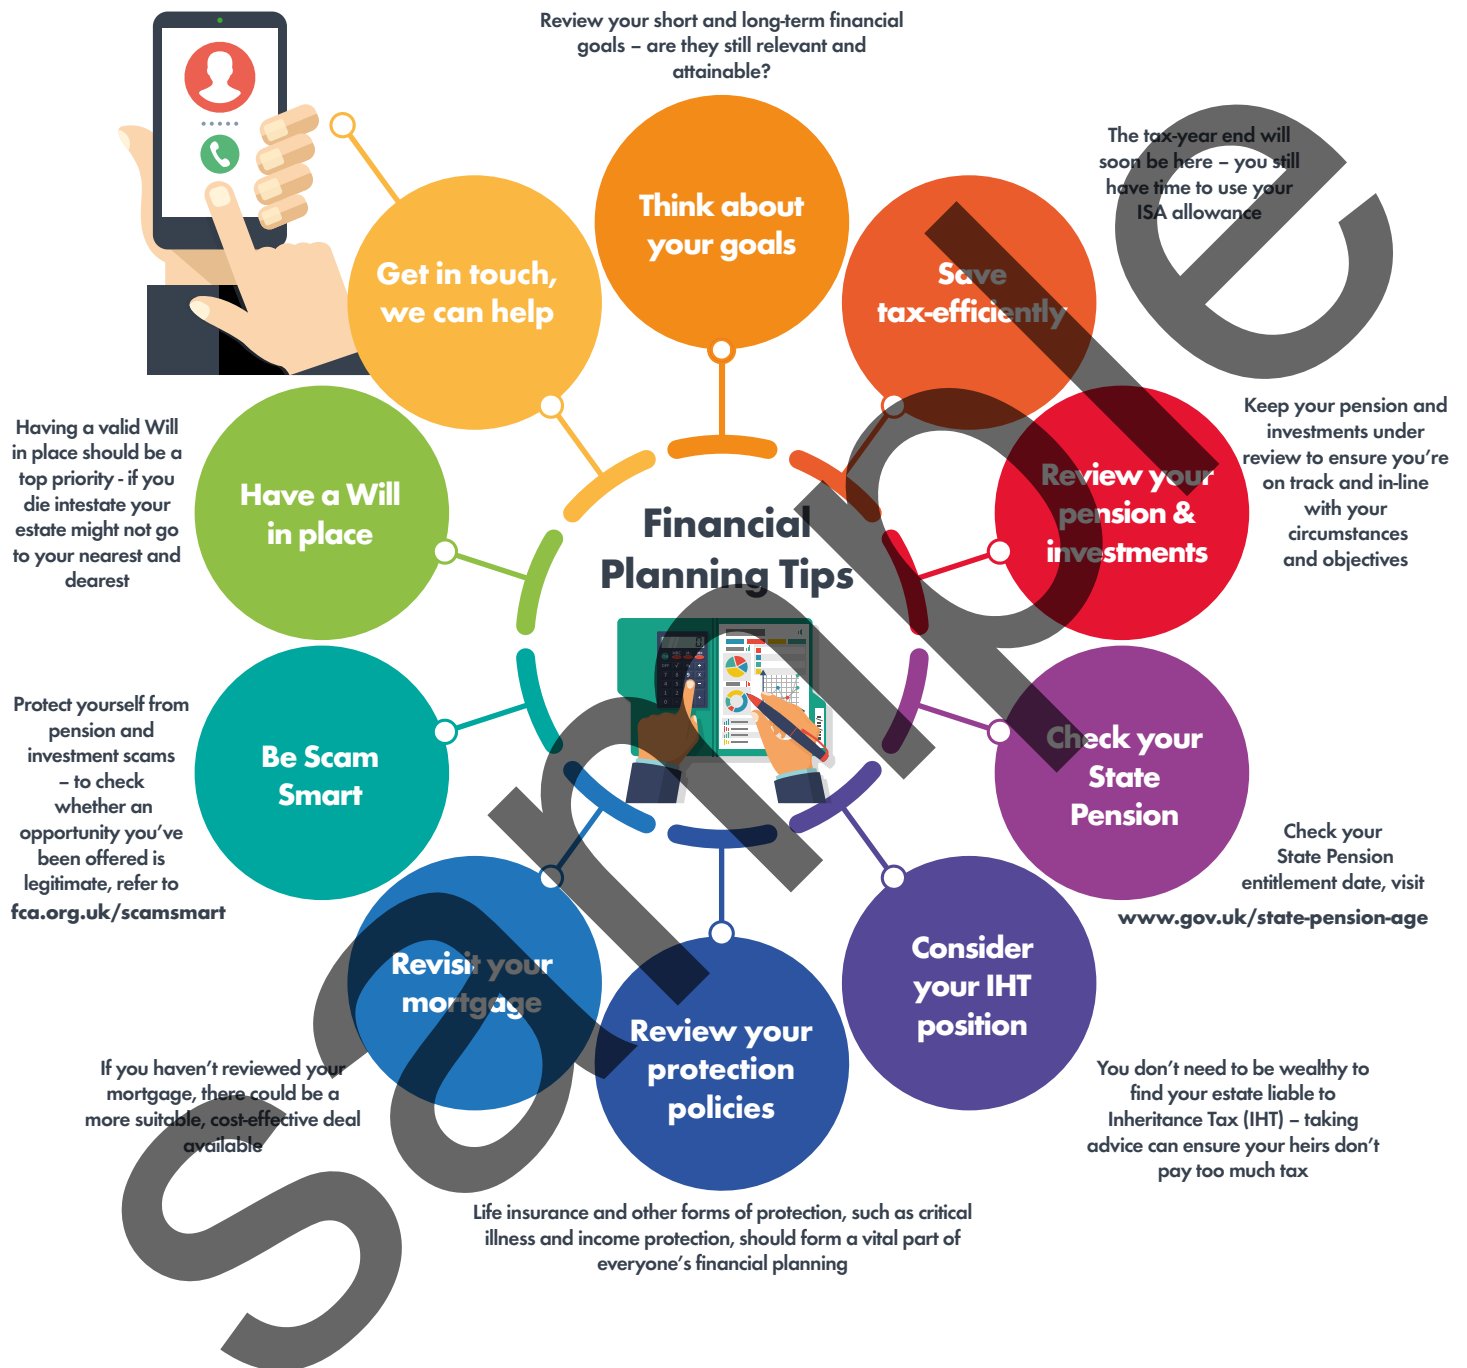 Review your short and long-term financial
goals – are they still relevant and
attainable?
Think about
your goals
The tax-year end will
soon be here – you still
have time to use your
ISA allowance
Save
tax-efficiently
Keep your pension and
investments under
review to ensure you're
on track and in-line
with your
circumstances
and objectives
Review your
pension &
investments
Check your
State
Pension
Check your
State Pension
entitlement date, visit
www.gov.uk/state-pension-age
Consider
your IHT
position
You don't need to be wealthy to
find your estate liable to
Inheritance Tax (IHT) – taking
advice can ensure your heirs don't
pay too much tax
Review your
protection
policies
Life insurance and other forms of protection, such as critical
illness and income protection, should form a vital part of
everyone's financial planning
Revisit your
mortgage
If you haven't reviewed your
mortgage, there could be a
more suitable, cost-effective deal
available
Be Scam
Smart
Protect yourself from
pension and
investment scams
– to check
whether an
opportunity you've
been offered is
legitimate, refer to
fca.org.uk/scamsmart
Have a Will
in place
Having a valid Will
in place should be a
top priority - if you
die intestate your
estate might not go
to your nearest and
dearest
Get in touch,
we can help
Financial
Planning Tips
sample